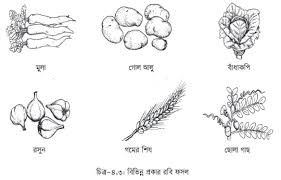 মুলা
গোল আলু
বাঁধাকপি
রসুন
গমের শিষ
ছোলা গাছ
চিত্র-৪.৩: বিভিন্ন প্রকার রবি ফসল